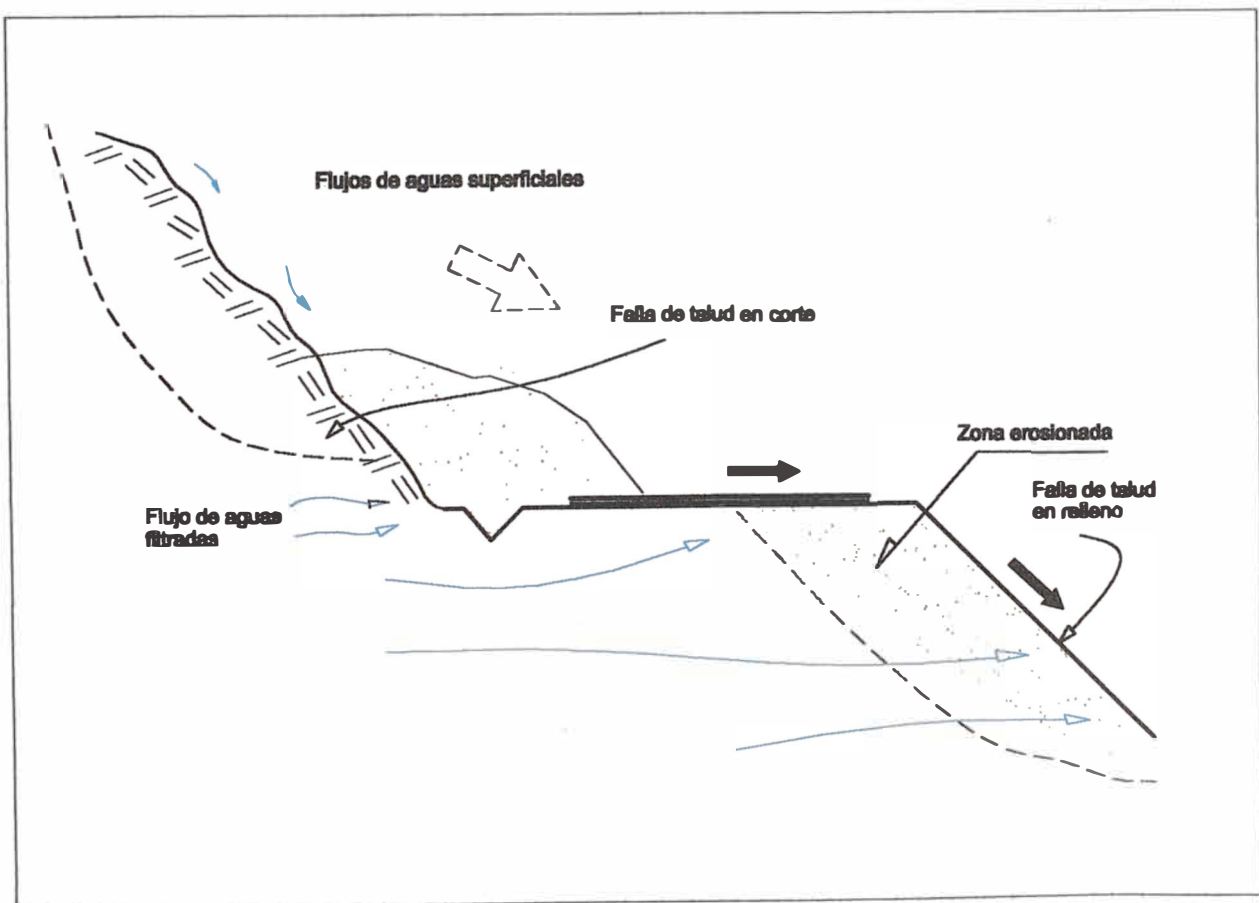 Flujos de aguas superficiales
Falla de talud en corte
Zona erosionada
Falla de talud
en relleno
Flujo de aguas
filtradas